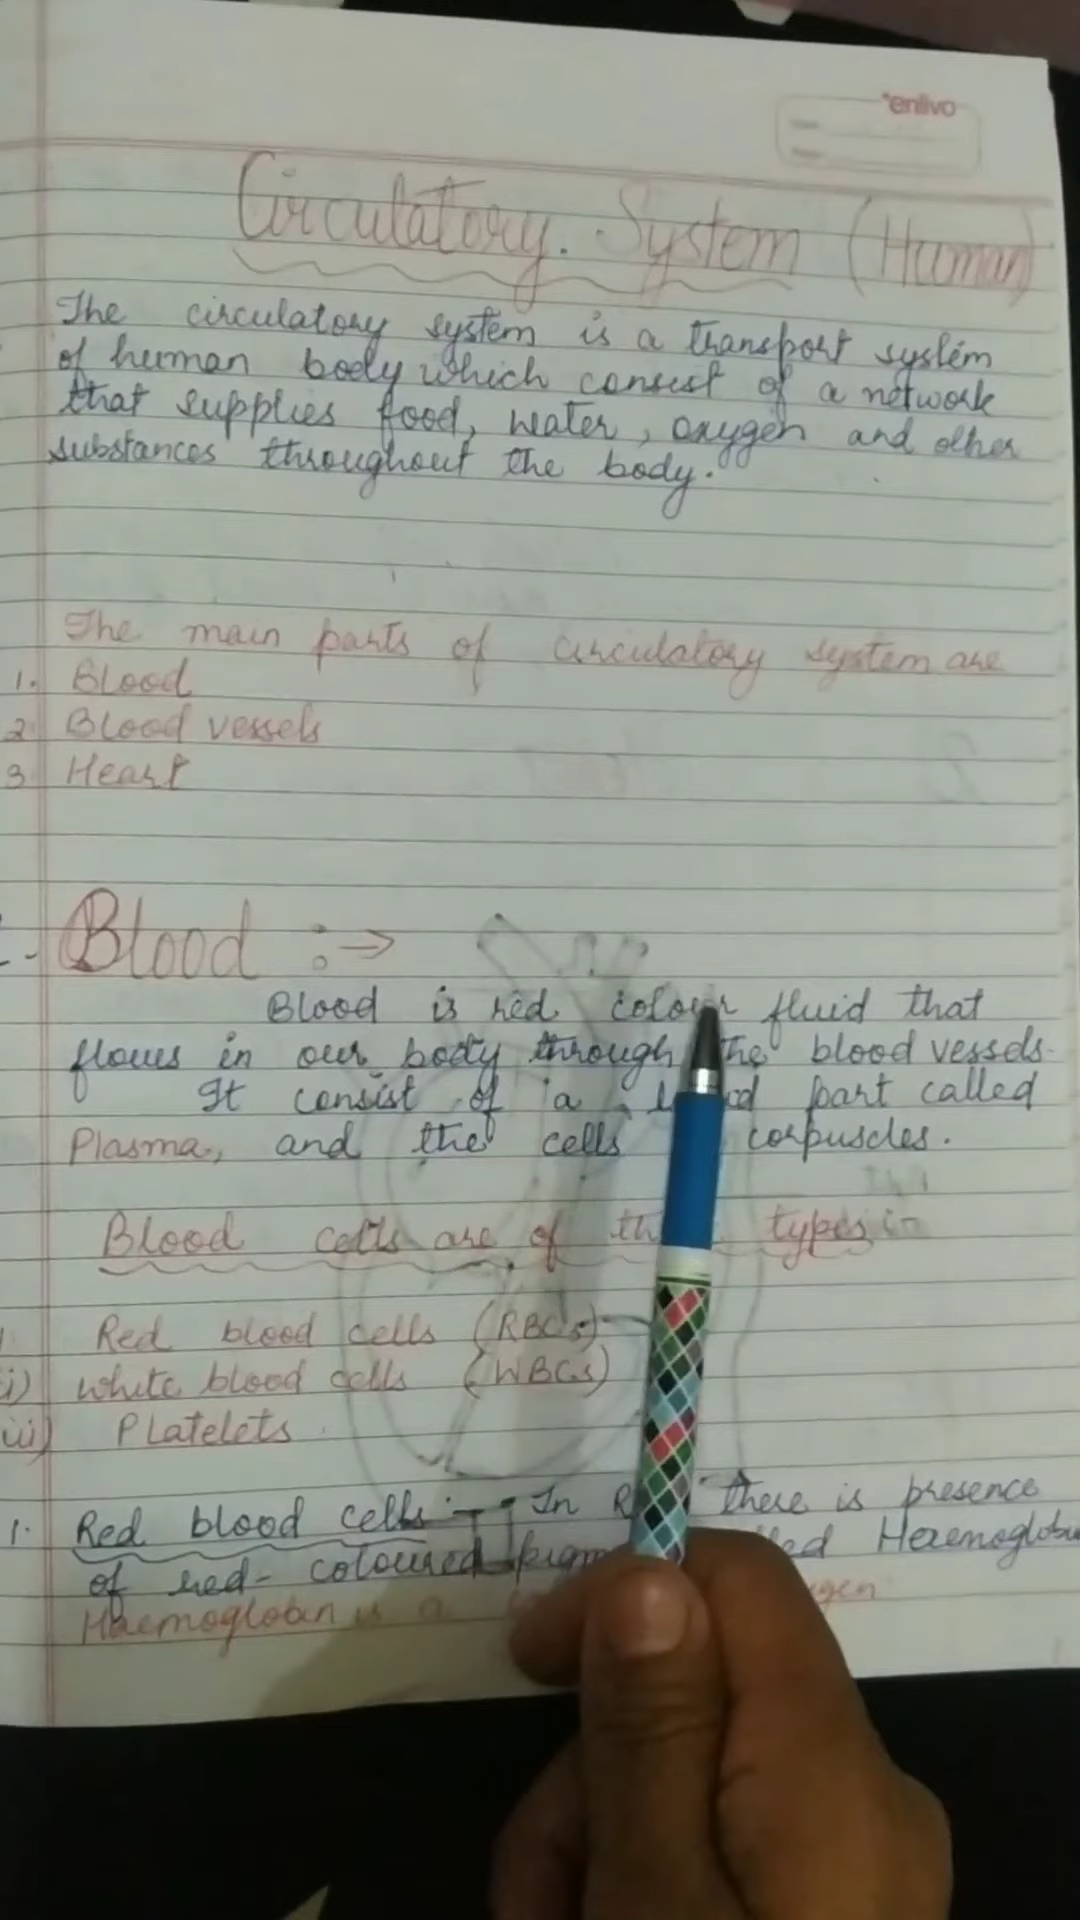 enlivo
Circulatory System (Human)
The circulatory system is a transport system
of human body which consist of a network
that supplies food, water, oxygen and other
substances throughout the body.
The main parts of circulatory system are
1. Blood
2. Blood vessels
3. Heart
Blood :→
Blood is red colour fluid that
flows in our body through the blood vessels.
It consist of a part called
Plasma, and the cells corpuscles.
Blood cells are of types
Red blood cells (RBCs)
ii) white blood cells (WBCs)
iii) Platelets.
1. Red blood cells :- In there is presence
of red-coloured Haemoglobin
Haemoglobin is a